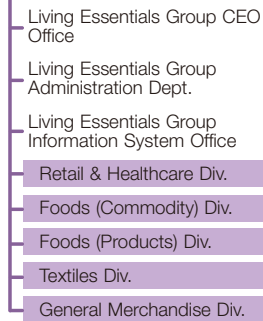 Living Essentials Group CEO
Office
Living Essentials Group
Administration Dept.
Living Essentials Group
Information System Office
Retail & Healthcare Div.
Foods (Commodity) Div.
Foods (Products) Div.
Textiles Div.
General Merchandise Div.